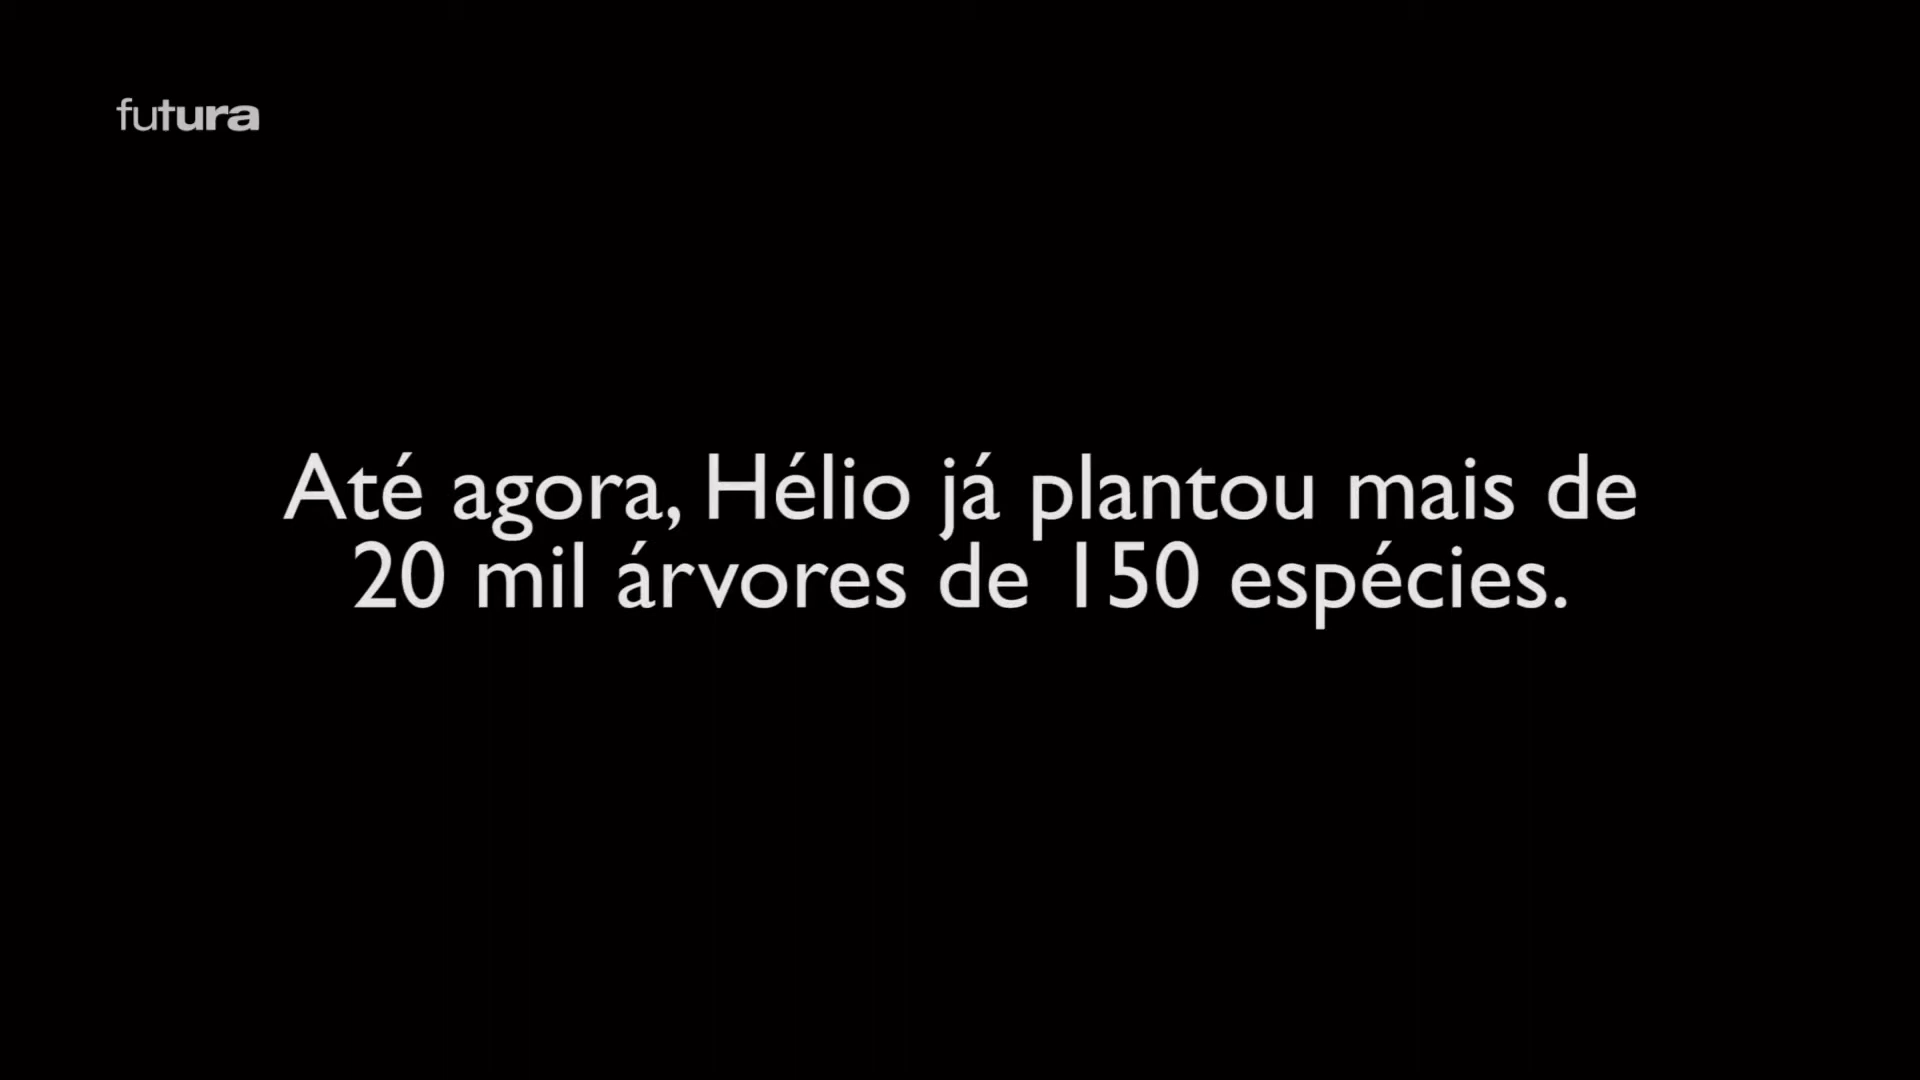 futura
Até agora, Hélio já plantou mais de
20 mil árvores de 150 espécies.